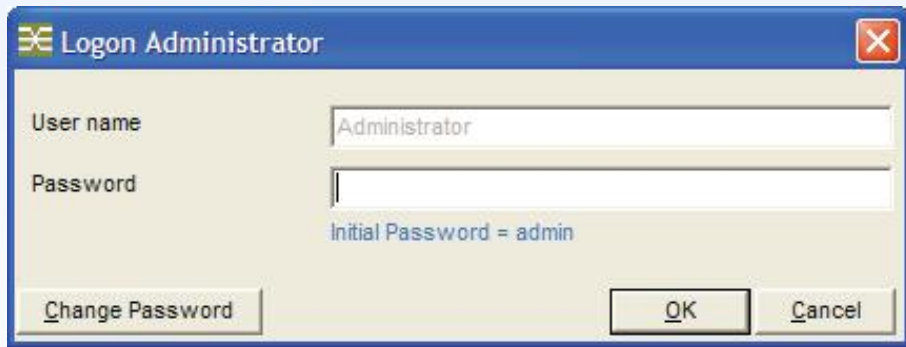 Logon Administrator
User name
Administrator
Password
Initial Password = admin
Change Password
OK
Cancel